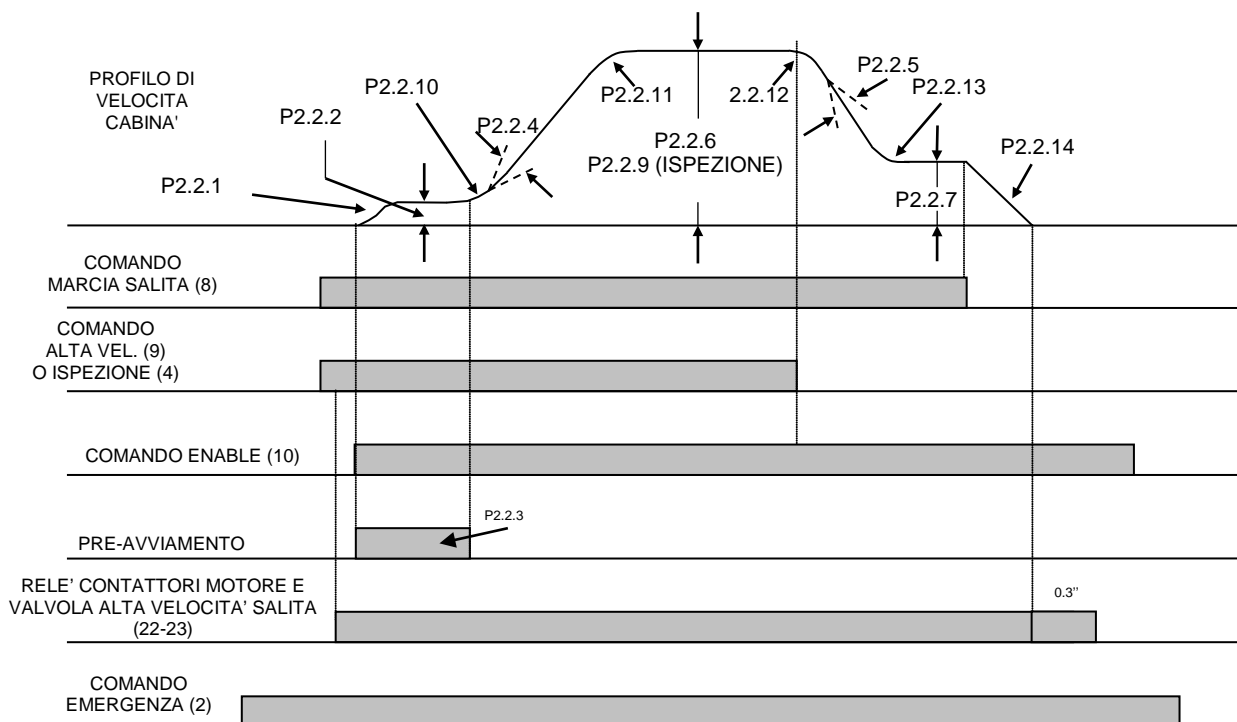 PROFILO DI
VELOCITA
CABINA'
P2.2.1
P2.2.2
P2.2.10
P2.2.4
P2.2.11
P2.2.6
P2.2.9 (ISPEZIONE)
2.2.12
P2.2.5
P2.2.13
P2.2.14
P2.2.7
COMANDO
MARCIA SALITA (8)
COMANDO
ALTA VEL. (9)
O ISPEZIONE (4)
COMANDO ENABLE (10)
PRE-AVVIAMENTO
P2.2.3
RELE’ CONTATTORI MOTORE E
VALVOLA ALTA VELOCITA’ SALITA
(22-23)
0.3’’
COMANDO
EMERGENZA (2)